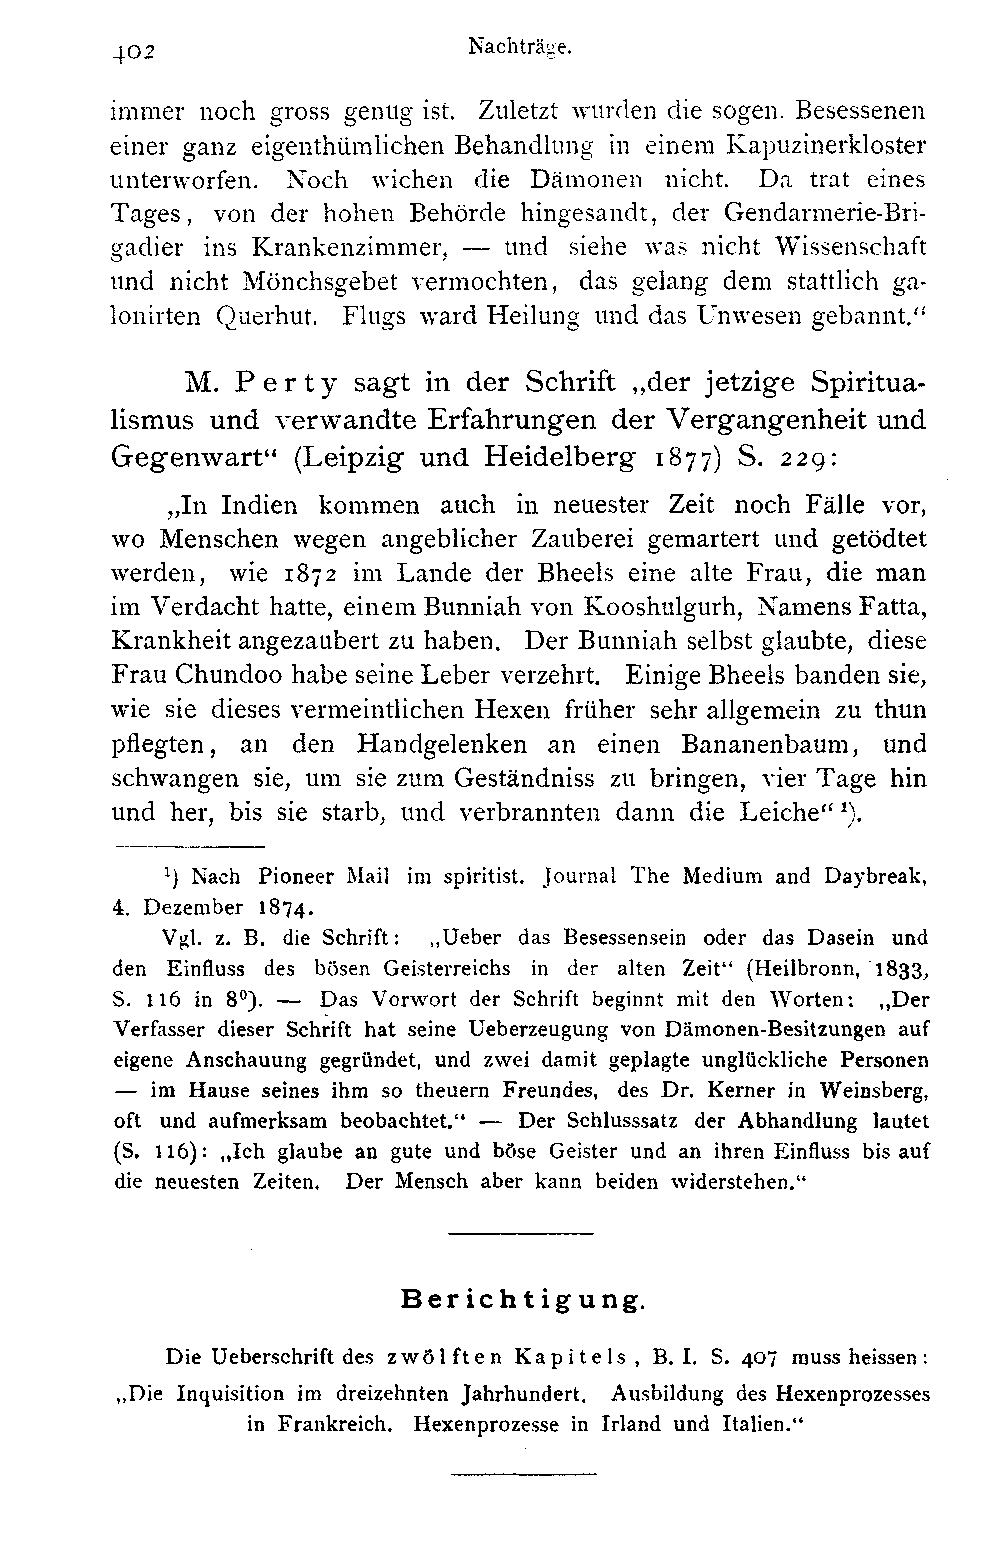 402 Nachträge.
immer noch gross genug ist. Zuletzt wurden die sogen. Besessenen
einer ganz eigenthümlichen Behandlung in einem Kapuzinerkloster
unterworfen. Noch wichen die Dämonen nicht. Da trat eines
Tages, von der hohen Behörde hingesandt, der Gendarmerie-Bri-
gadier ins Krankenzimmer, — und siehe was nicht Wissenschaft
und nicht Mönchsgebet vermochten, das gelang dem stattlich ga-
lonirten Querhut. Flugs ward Heilung und das Unwesen gebannt.“
M. Perty sagt in der Schrift „der jetzige Spiritua-
lismus und verwandte Erfahrungen der Vergangenheit und
Gegenwart“ (Leipzig und Heidelberg 1877) S. 229:
„In Indien kommen auch in neuester Zeit noch Fälle vor,
wo Menschen wegen angeblicher Zauberei gemartert und getödtet
werden, wie 1872 im Lande der Bheels eine alte Frau, die man
im Verdacht hatte, einem Bunniah von Kooshulgurh, Namens Fatta,
Krankheit angezaubert zu haben. Der Bunniah selbst glaubte, diese
Frau Chundoo habe seine Leber verzehrt. Einige Bheels banden sie,
wie sie dieses vermeintlichen Hexen früher sehr allgemein zu thun
pflegten, an den Handgelenken an einen Bananenbaum, und
schwangen sie, um sie zum Geständniss zu bringen, vier Tage hin
und her, bis sie starb, und verbrannten dann die Leiche“ ¹).
¹) Nach Pioneer Mail im spiritist. Journal The Medium and Daybreak,
4. Dezember 1874.
Vgl. z. B. die Schrift: „Ueber das Besessensein oder das Dasein und
den Einfluss des bösen Geisterreichs in der alten Zeit“ (Heilbronn, 1833,
S. 116 in 8⁰). — Das Vorwort der Schrift beginnt mit den Worten: „Der
Verfasser dieser Schrift hat seine Ueberzeugung von Dämonen-Besitzungen auf
eigene Anschauung gegründet, und zwei damit geplagte unglückliche Personen
— im Hause seines ihm so theuern Freundes, des Dr. Kerner in Weinsberg,
oft und aufmerksam beobachtet.“ — Der Schlusssatz der Abhandlung lautet
(S. 116): „Ich glaube an gute und böse Geister und an ihren Einfluss bis auf
die neuesten Zeiten. Der Mensch aber kann beiden widerstehen.“
Berichtigung.
Die Ueberschrift des zwölften Kapitels, B. I. S. 407 muss heissen:
„Die Inquisition im dreizehnten Jahrhundert. Ausbildung des Hexenprozesses
in Frankreich. Hexenprozesse in Irland und Italien.“